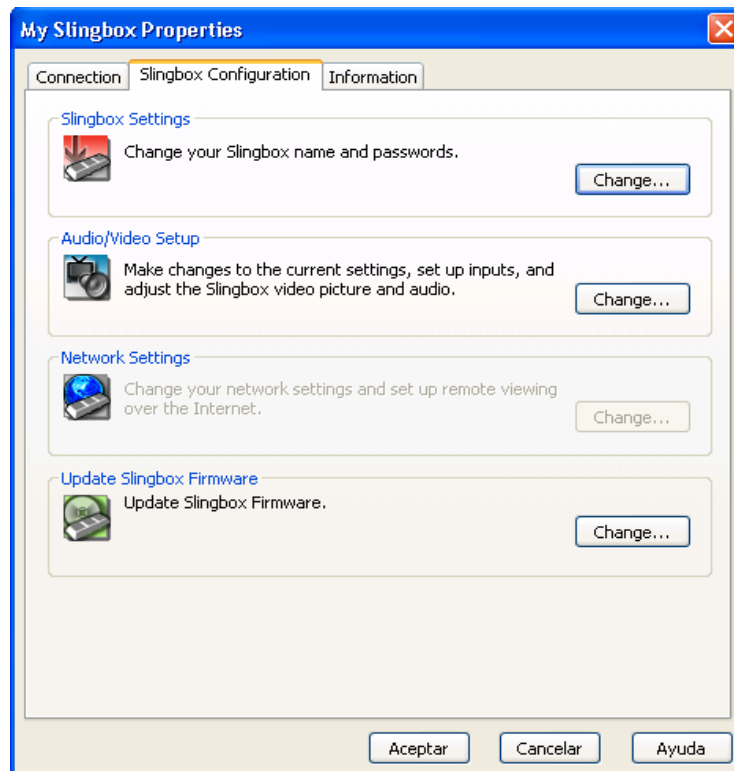 My Slingbox Properties
Connection
Slingbox Configuration
Information
Slingbox Settings
Change your Slingbox name and passwords.
Change...
Audio/Video Setup
Make changes to the current settings, set up inputs, and
adjust the Slingbox video picture and audio.
Change...
Network Settings
Change your network settings and set up remote viewing
over the Internet.
Change...
Update Slingbox Firmware
Update Slingbox Firmware.
Change...
Aceptar
Cancelar
Ayuda